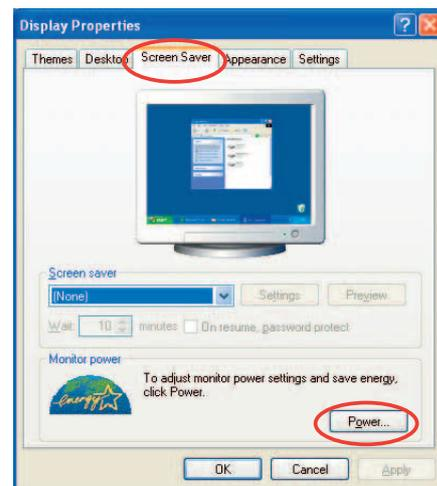 Display Properties
Themes Desktop Screen Saver Appearance Settings
Screen saver
(None) Settings Preview
Wait: 10 minutes On resume, password protect
Monitor power
To adjust monitor power settings and save energy,
click Power.
energy
Power...
OK Cancel Apply